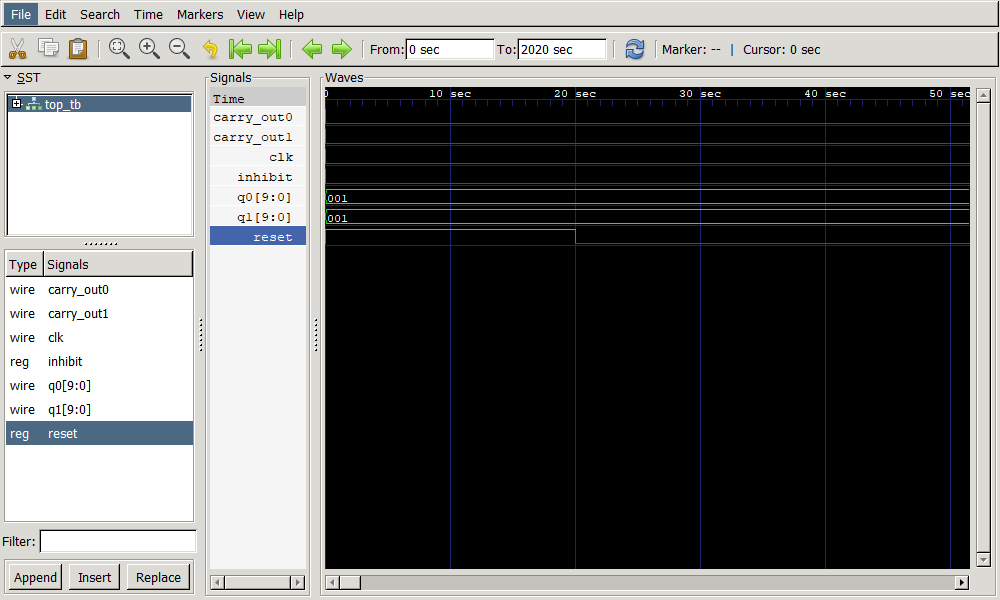 File Edit Search Time Markers View Help
From: 0 sec To: 2020 sec Marker: -- | Cursor: 0 sec
SST
top_tb
Type Signals
wire carry_out0
wire carry_out1
wire clk
reg inhibit
wire q0[9:0]
wire q1[9:0]
reg reset
Filter:
Append Insert Replace
Signals
Time
carry_out0
carry_out1
clk
inhibit
q0[9:0]
q1[9:0]
reset
Waves
0 10 sec 20 sec 30 sec 40 sec 50 sec
001
001